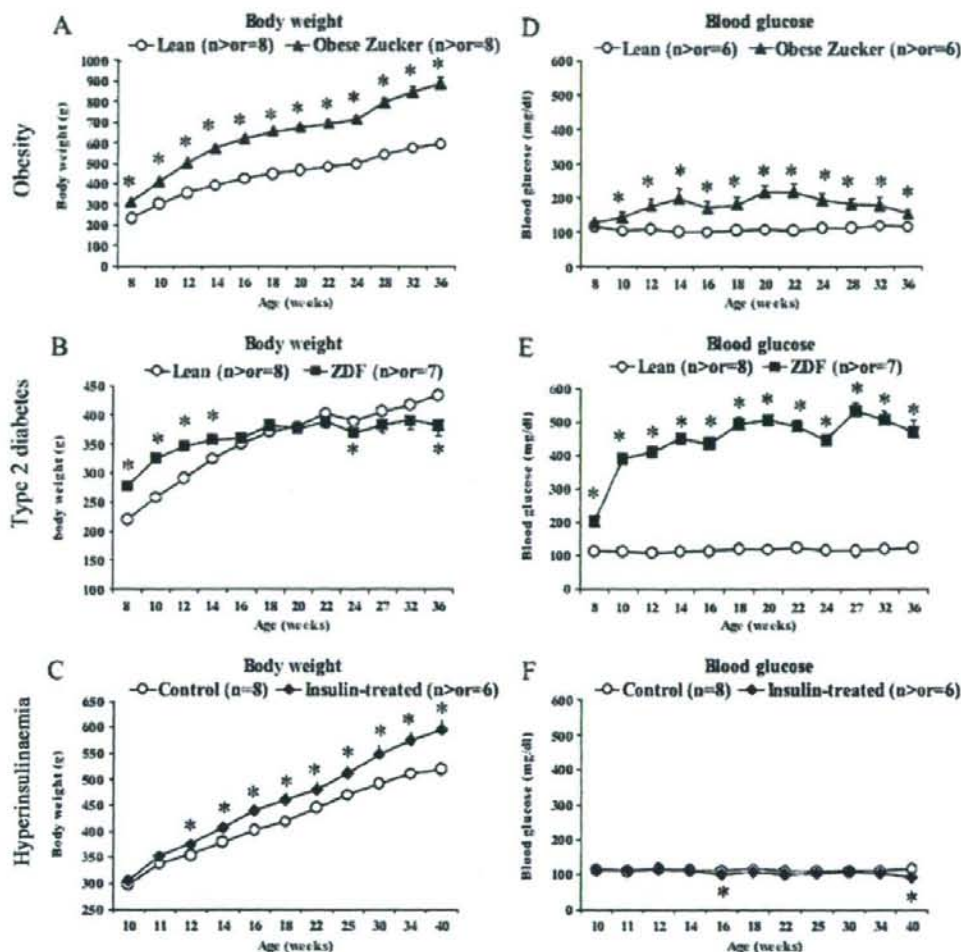 A
Body weight
Lean (n>or=8) Obese Zucker (n>or=8)
Obesity
Body weight (g)
1000
900
800
700
600
500
400
300
200
100
0
* * * * * * * * * * * *
8 10 12 14 16 18 20 22 24 28 32 36
Age (weeks)
D
Blood glucose
Lean (n>or=6) Obese Zucker (n>or=6)
Blood glucose (mg/dl)
600
500
400
300
200
100
0
* * * * * * * * * * *
8 10 12 14 16 18 20 22 24 28 32 36
Age (weeks)
B
Body weight
Lean (n>or=8) ZDF (n>or=7)
Type 2 diabetes
body weight (g)
450
400
350
300
250
200
150
100
* * * * * *
8 10 12 14 16 18 20 22 24 27 32 36
Age (weeks)
E
Blood glucose
Lean (n>or=8) ZDF (n>or=7)
Blood glucose (mg/dl)
600
500
400
300
200
100
0
* * * * * * * * * * * *
8 10 12 14 16 18 20 22 24 27 32 36
Age (weeks)
C
Body weight
Control (n=8) Insulin-treated (n>or=6)
Hyperinsulinaemia
Body weight (g)
600
550
500
450
400
350
300
250
* * * * * * * * *
10 11 12 14 16 18 22 25 30 34 40
Age (weeks)
F
Blood glucose
Control (n=8) Insulin-treated (n>or=6)
Blood glucose (mg/dl)
600
500
400
300
200
100
0
* *
10 11 12 14 16 18 22 25 30 34 40
Age (weeks)